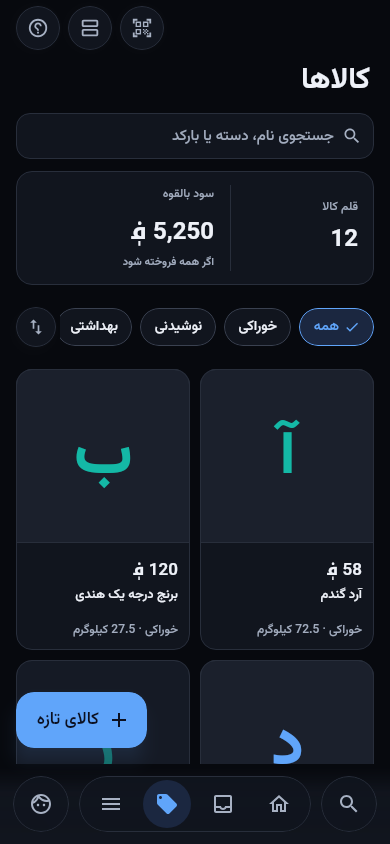 کالاها
جستجوی نام، دسته یا بارکد
قلم کالا
12
سود بالقوه
5,250 ؋
اگر همه فروخته شود
همه
خوراکی
نوشیدنی
بهداشتی
آ
58 ؋
آرد گندم
خوراکی · 72.5 کیلوگرم
ب
120 ؋
برنج درجه یک هندی
خوراکی · 27.5 کیلوگرم
د
کالای تازه